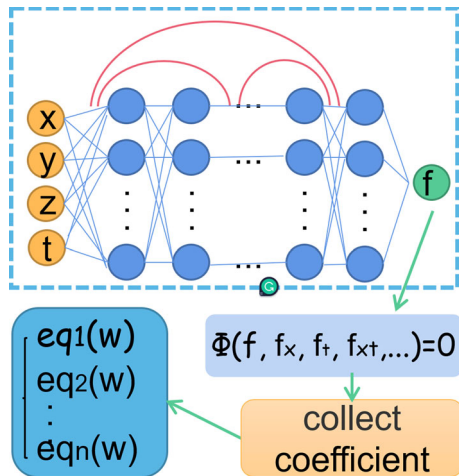 x
y
z
t
f
Φ(f, fₓ, fₜ, fₓₜ,...)=0
eq₁(w)
eq₂(w)
:
eqₙ(w)
collect
coefficient